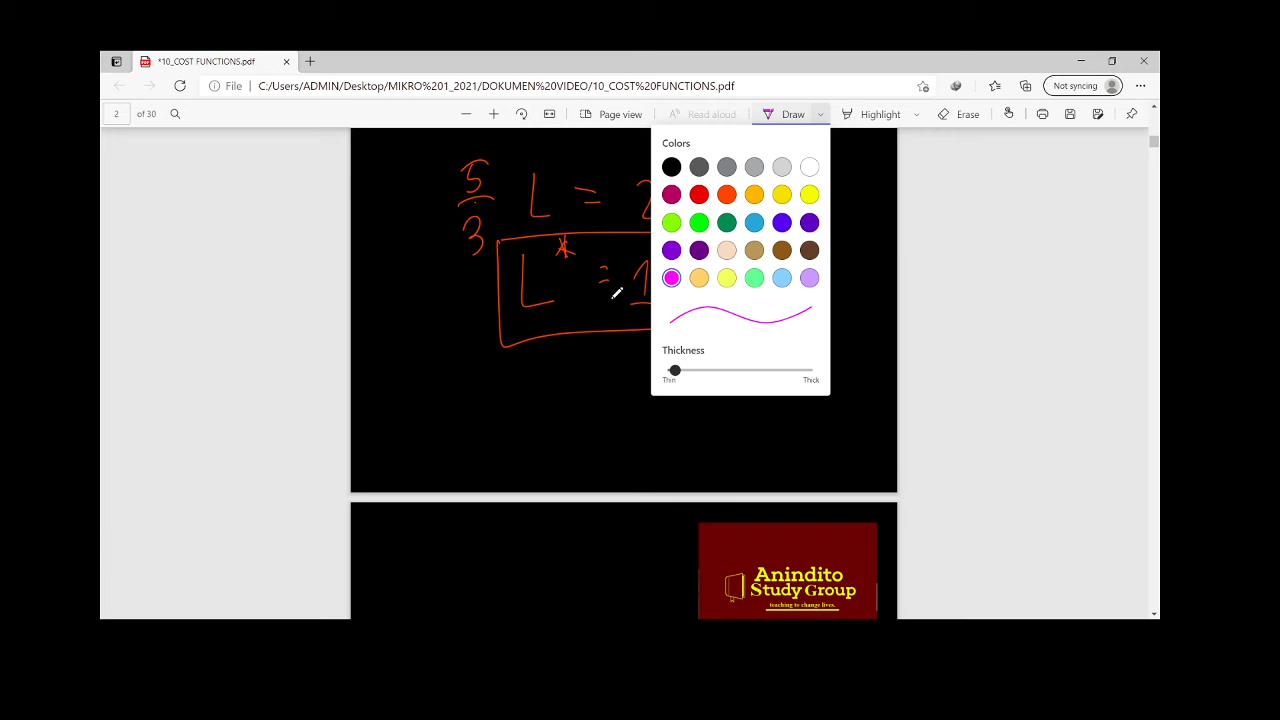 *10_COST FUNCTIONS.pdf
File C:/Users/ADMIN/Desktop/MIKRO%201_2021/DOKUMEN%20VIDEO/10_COST%20FUNCTIONS.pdf Not syncing
2 of 30 Page view Read aloud Draw Highlight Erase
Colors
5/3 L = 2
L* = 1
Thickness
Thin Thick
Anindito
Study Group
teaching to change lives.